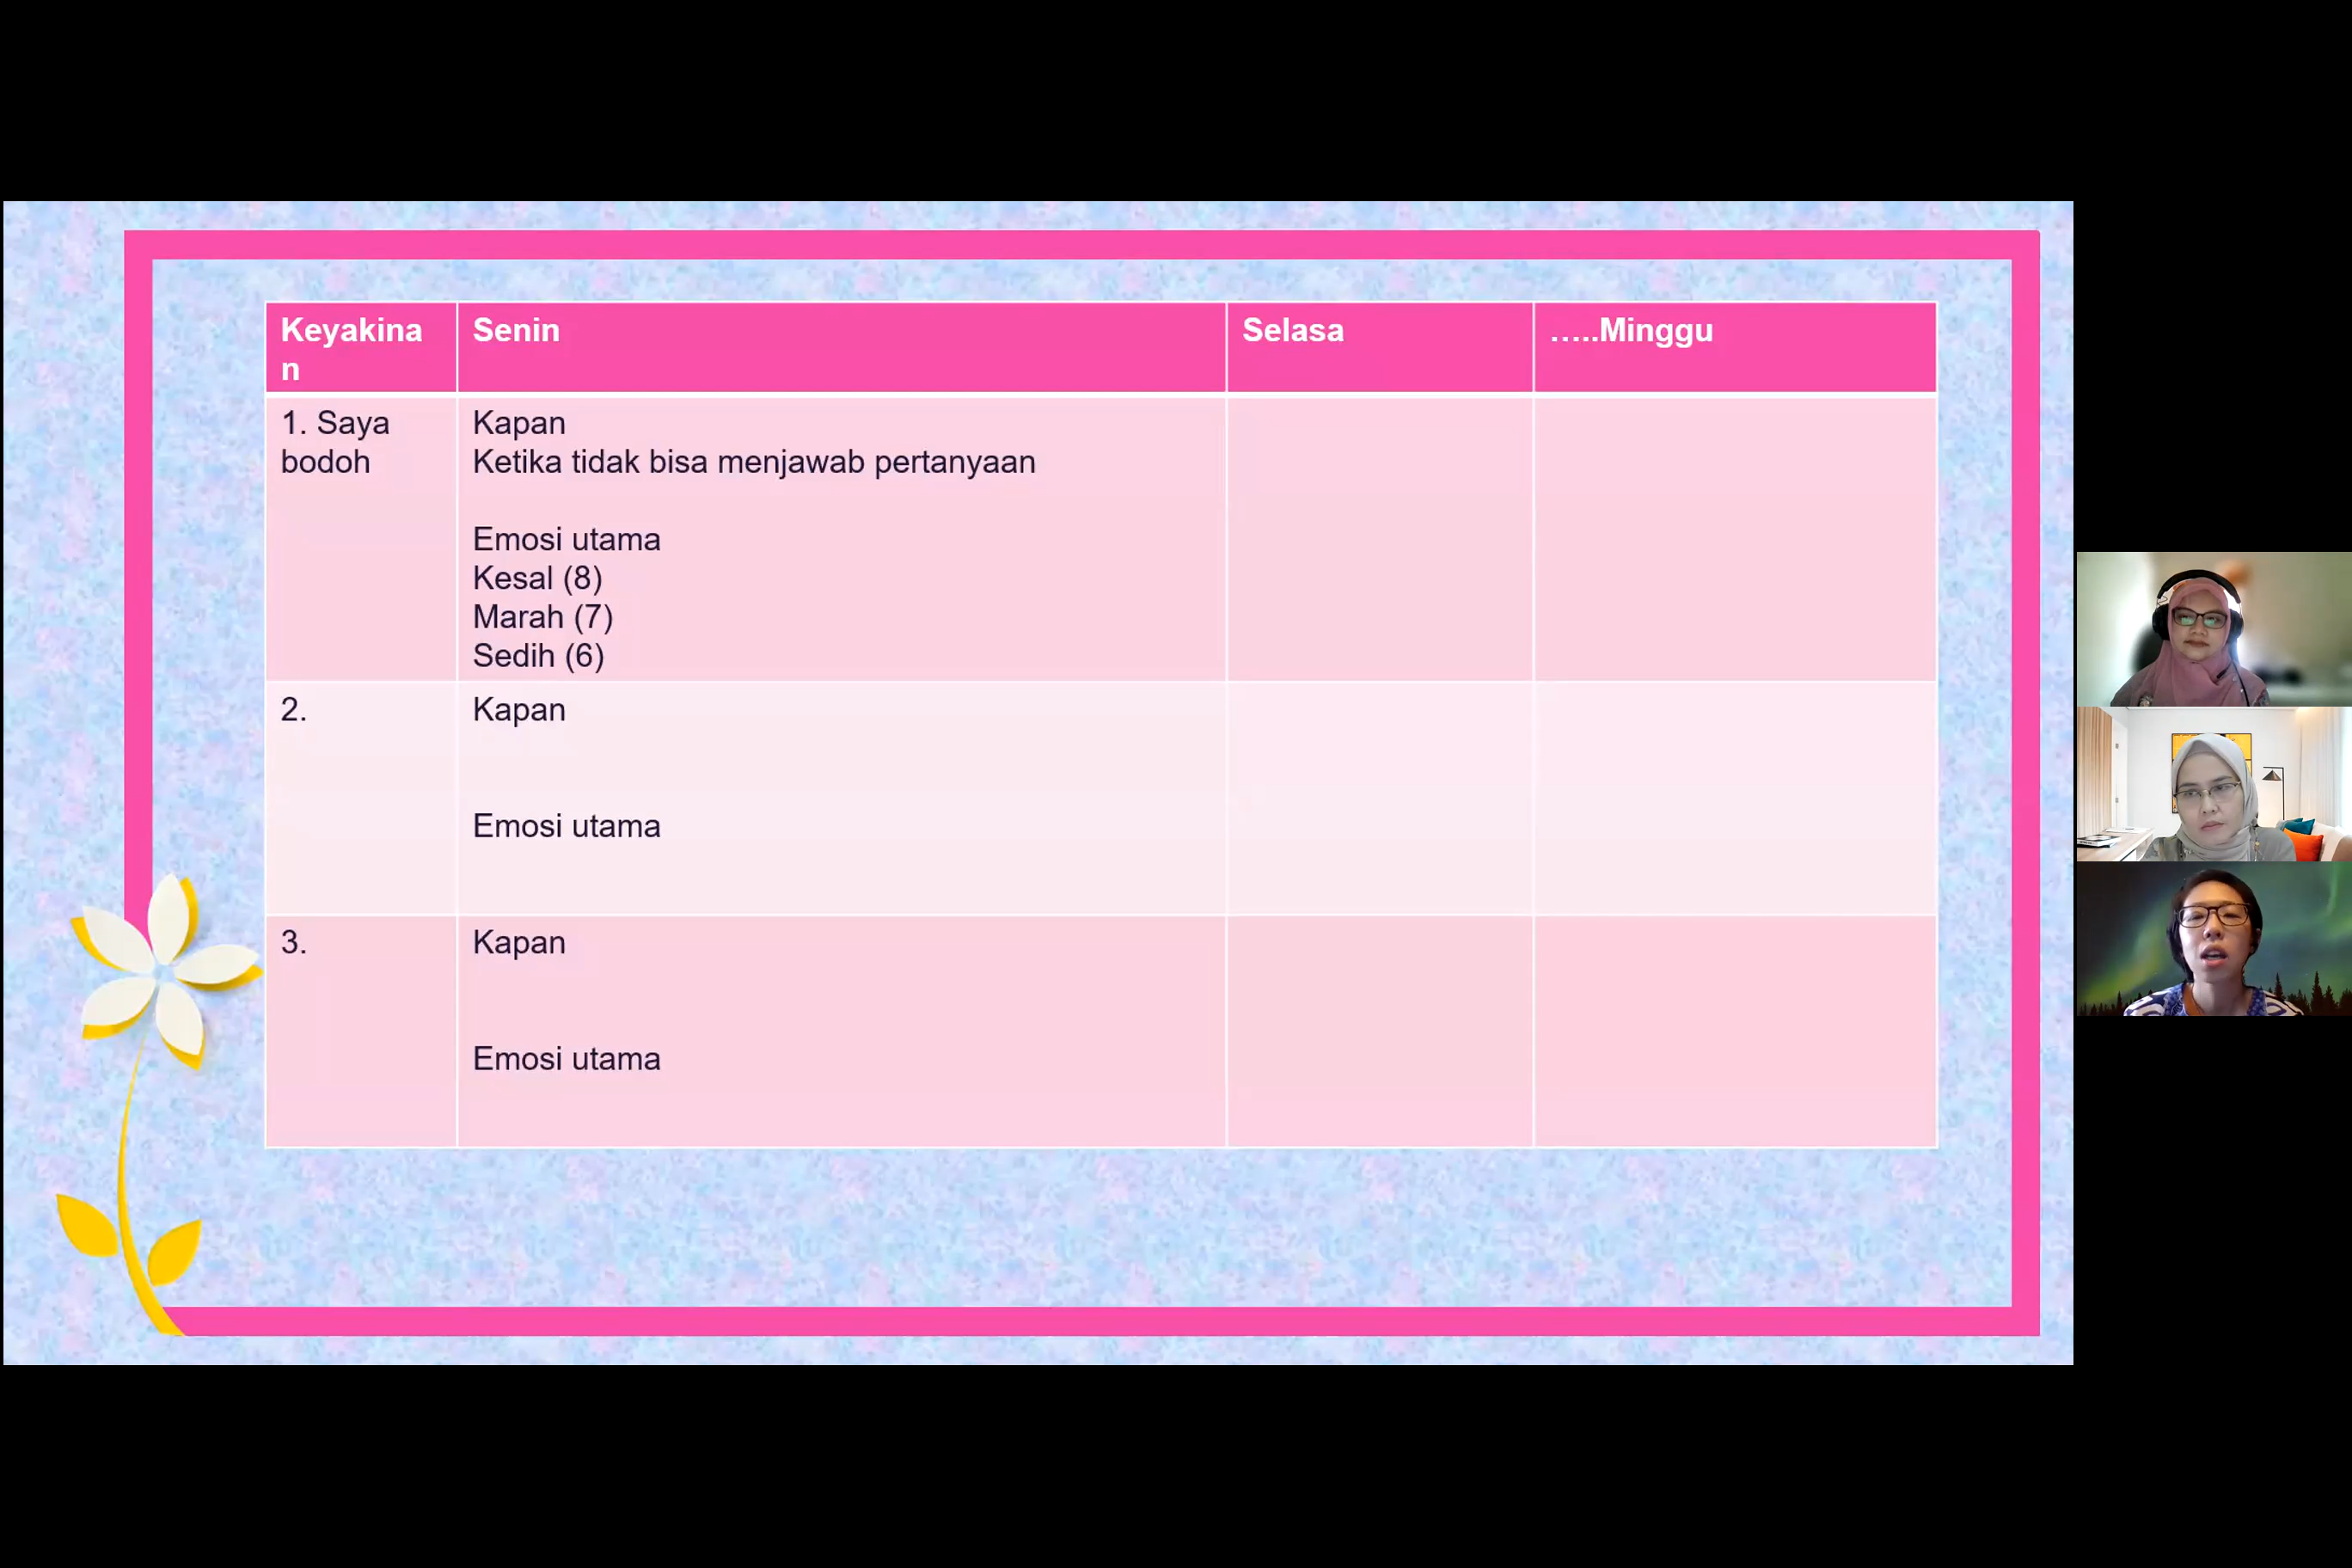 Keyakina
n
Senin
Selasa
.....Minggu
1. Saya
bodoh
Kapan
Ketika tidak bisa menjawab pertanyaan
Emosi utama
Kesal (8)
Marah (7)
Sedih (6)
2.
Kapan
Emosi utama
3.
Kapan
Emosi utama